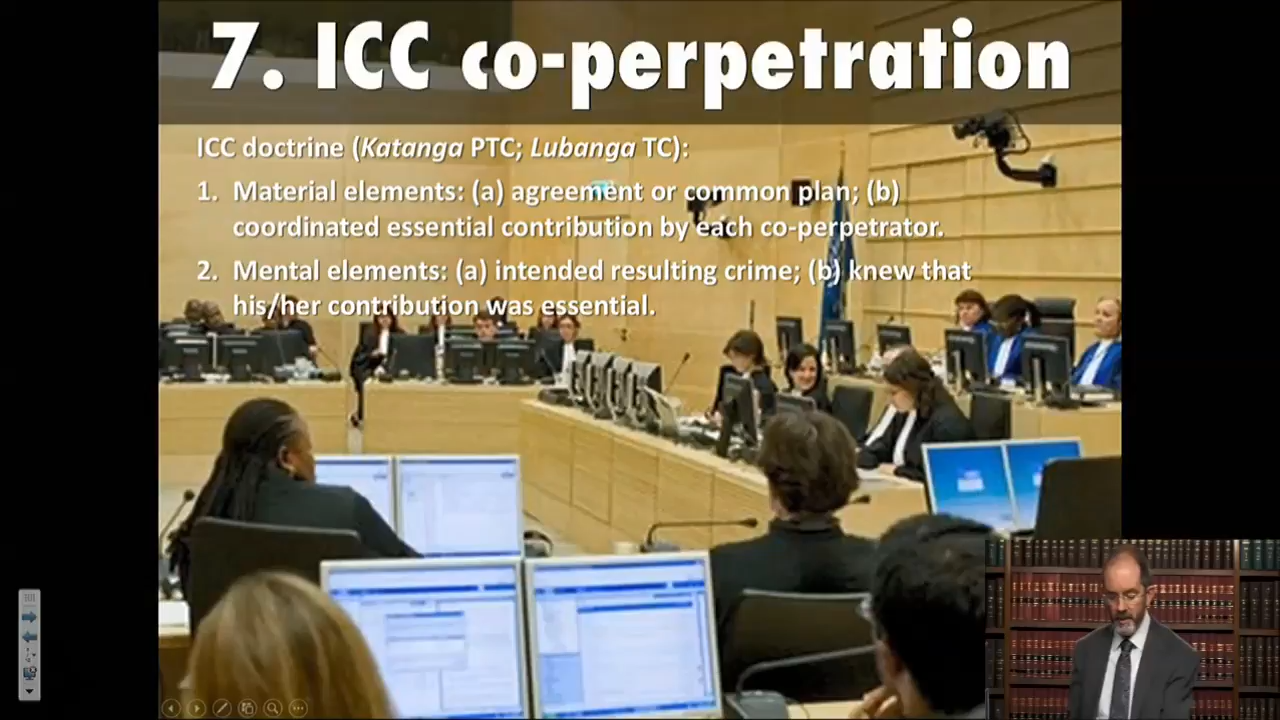 7. ICC co-perpetration
ICC doctrine (Katanga PTC; Lubanga TC):
1. Material elements: (a) agreement or common plan; (b)
coordinated essential contribution by each co-perpetrator.
2. Mental elements: (a) intended resulting crime; (b) knew that
his/her contribution was essential.